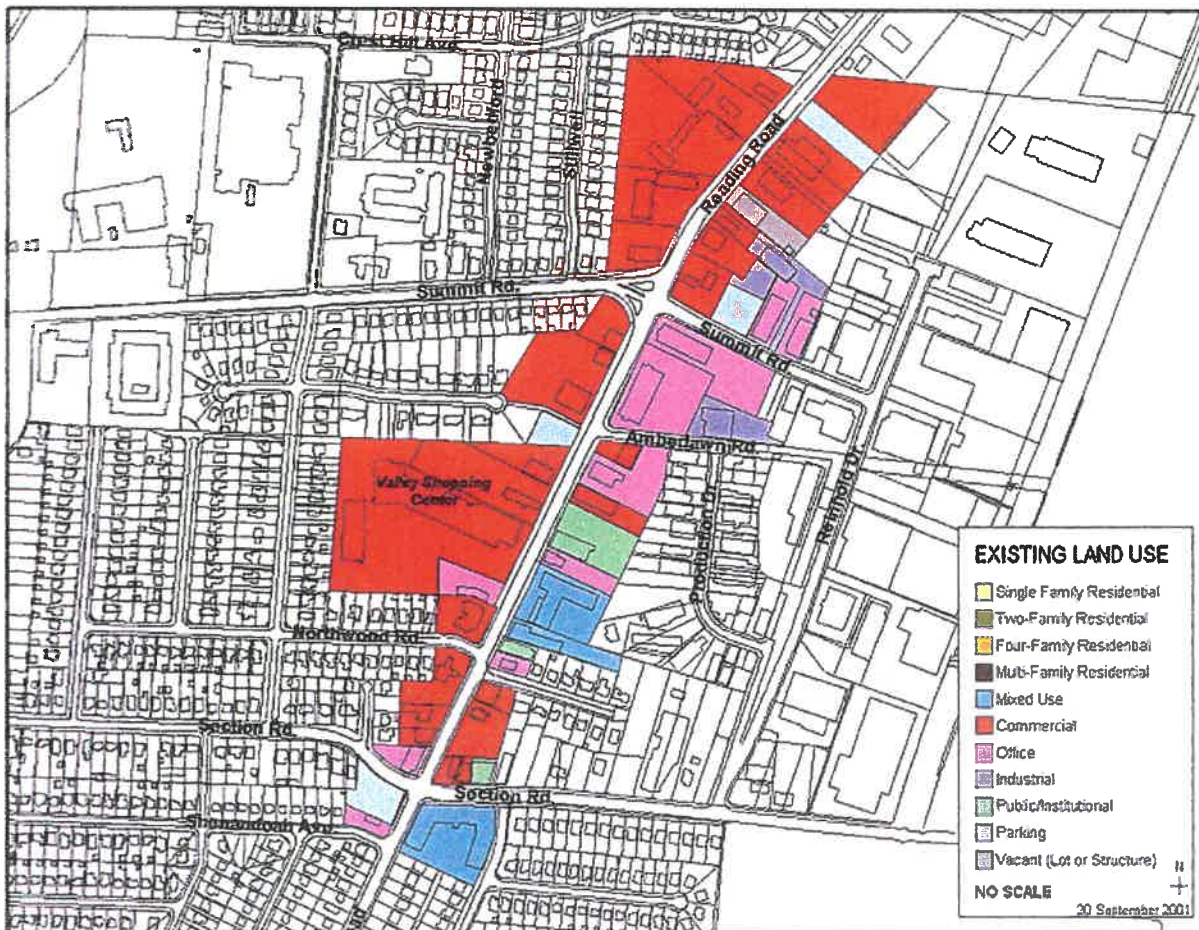 Crest Hill Ave.
Newbedford
Stillwell
Reading Road
Summit Rd.
Summit Rd
Amberlawn Rd.
Reinhold Dr.
Valley Shopping
Center
Production Dr
Northwood Rd.
Section Rd.
Section Rd.
Shenandoah Ave.
EXISTING LAND USE
Single Family Residential
Two-Family Residential
Four-Family Residential
Multi-Family Residential
Mixed Use
Commercial
Office
Industrial
Public/Institutional
Parking
Vacant (Lot or Structure)
N
NO SCALE
20 September 2001